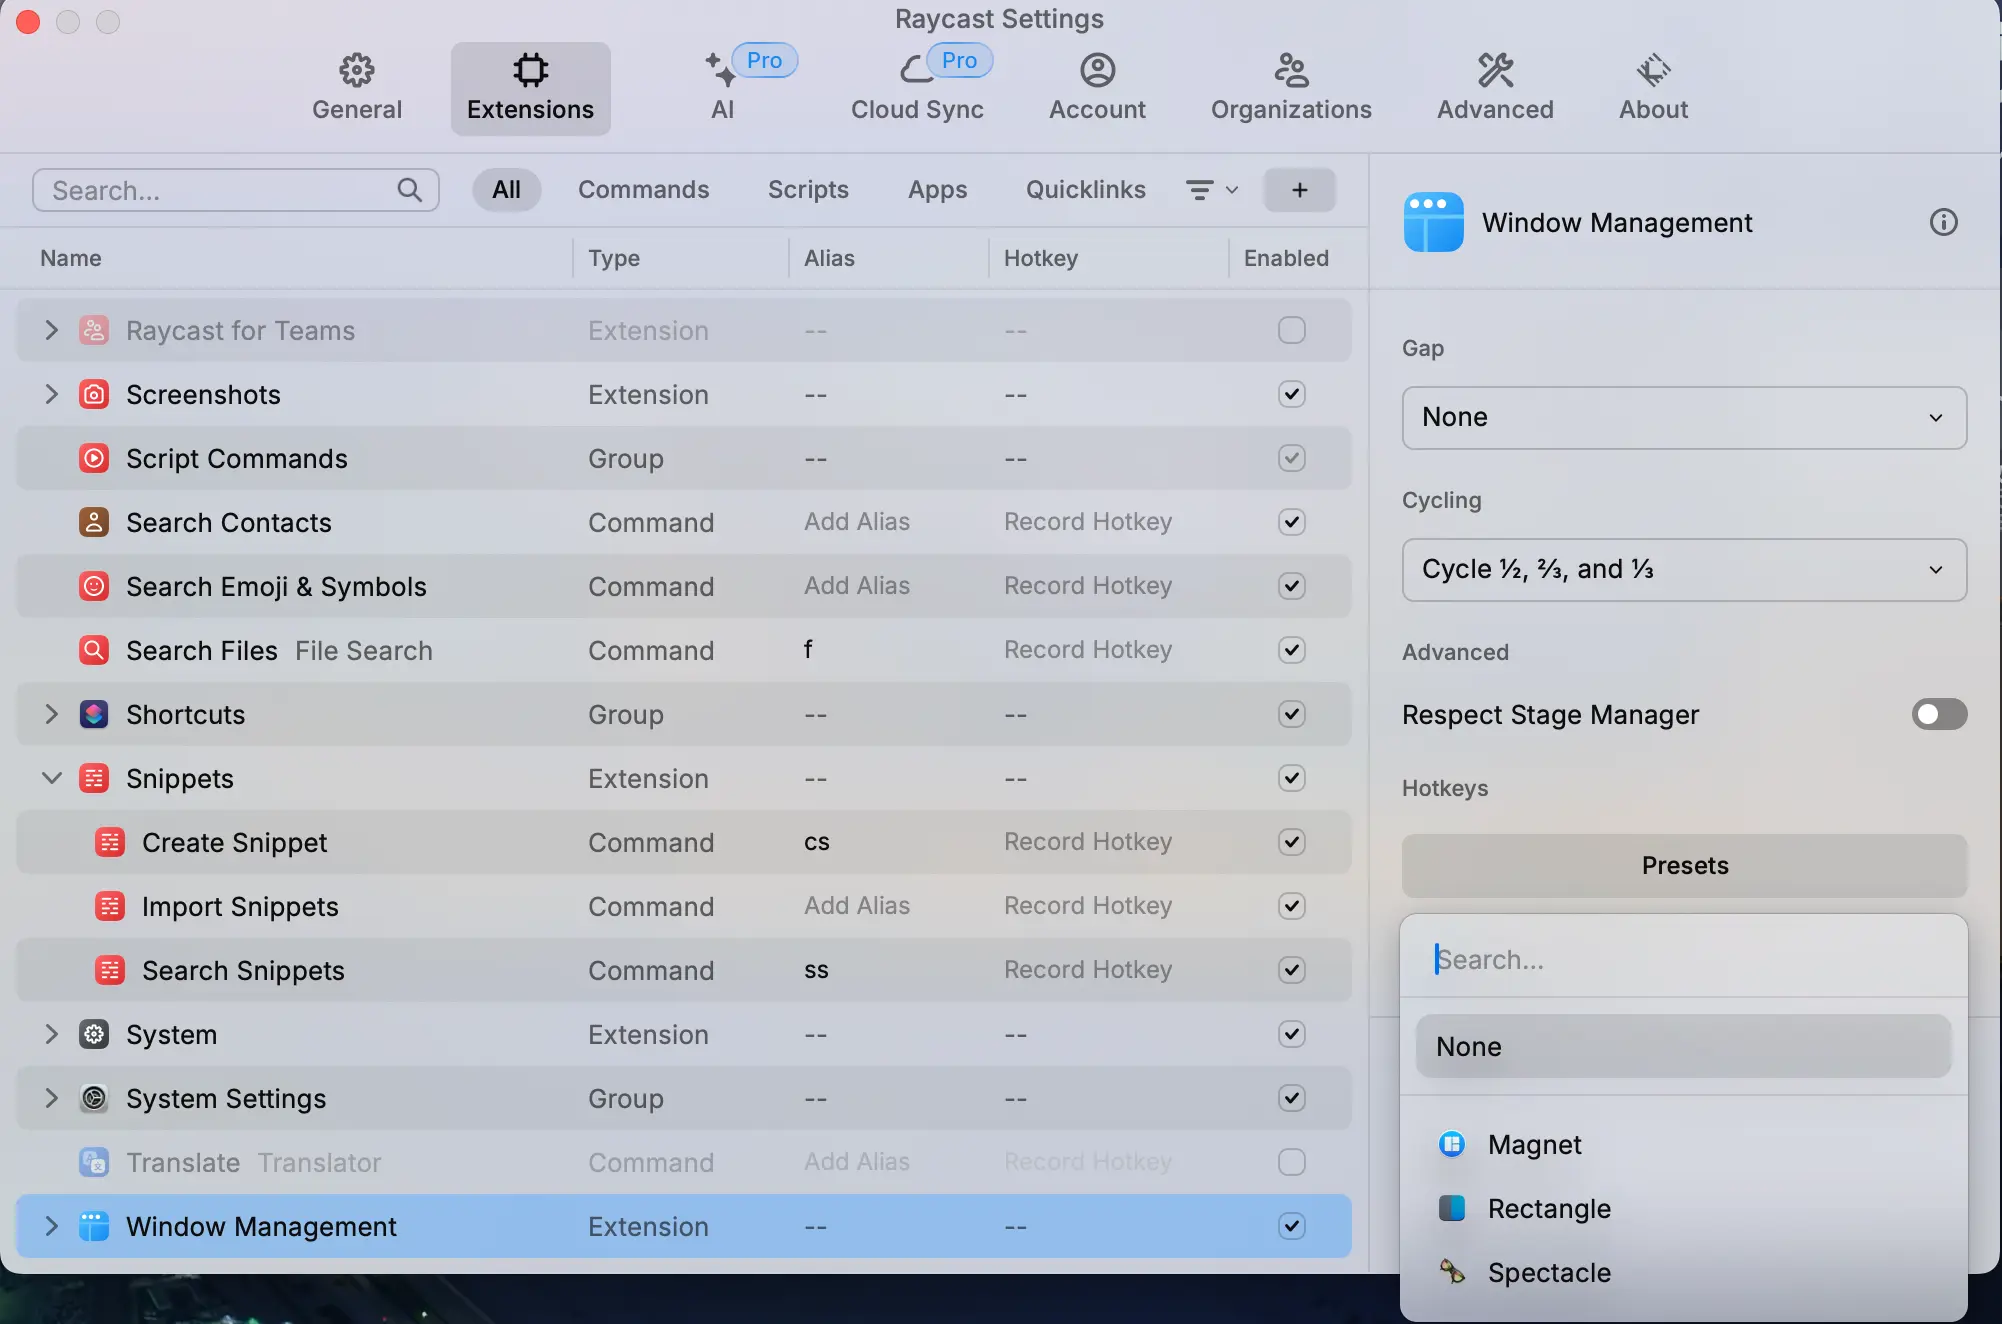 Raycast Settings
General
Extensions
AI
Pro
Cloud Sync
Pro
Account
Organizations
Advanced
About
Search...
All
Commands
Scripts
Apps
Quicklinks
+
Name Type Alias Hotkey Enabled
Raycast for Teams Extension -- --
Screenshots Extension -- --
Script Commands Group -- --
Search Contacts Command Add Alias Record Hotkey
Search Emoji & Symbols Command Add Alias Record Hotkey
Search Files File Search Command f Record Hotkey
Shortcuts Group -- --
Snippets Extension -- --
Create Snippet Command cs Record Hotkey
Import Snippets Command Add Alias Record Hotkey
Search Snippets Command ss Record Hotkey
System Extension -- --
System Settings Group -- --
Translate Translator Command Add Alias Record Hotkey
Window Management Extension -- --
Window Management
Gap
None
Cycling
Cycle ½, ⅔, and ⅓
Advanced
Respect Stage Manager
Hotkeys
Presets
Search...
None
Magnet
Rectangle
Spectacle